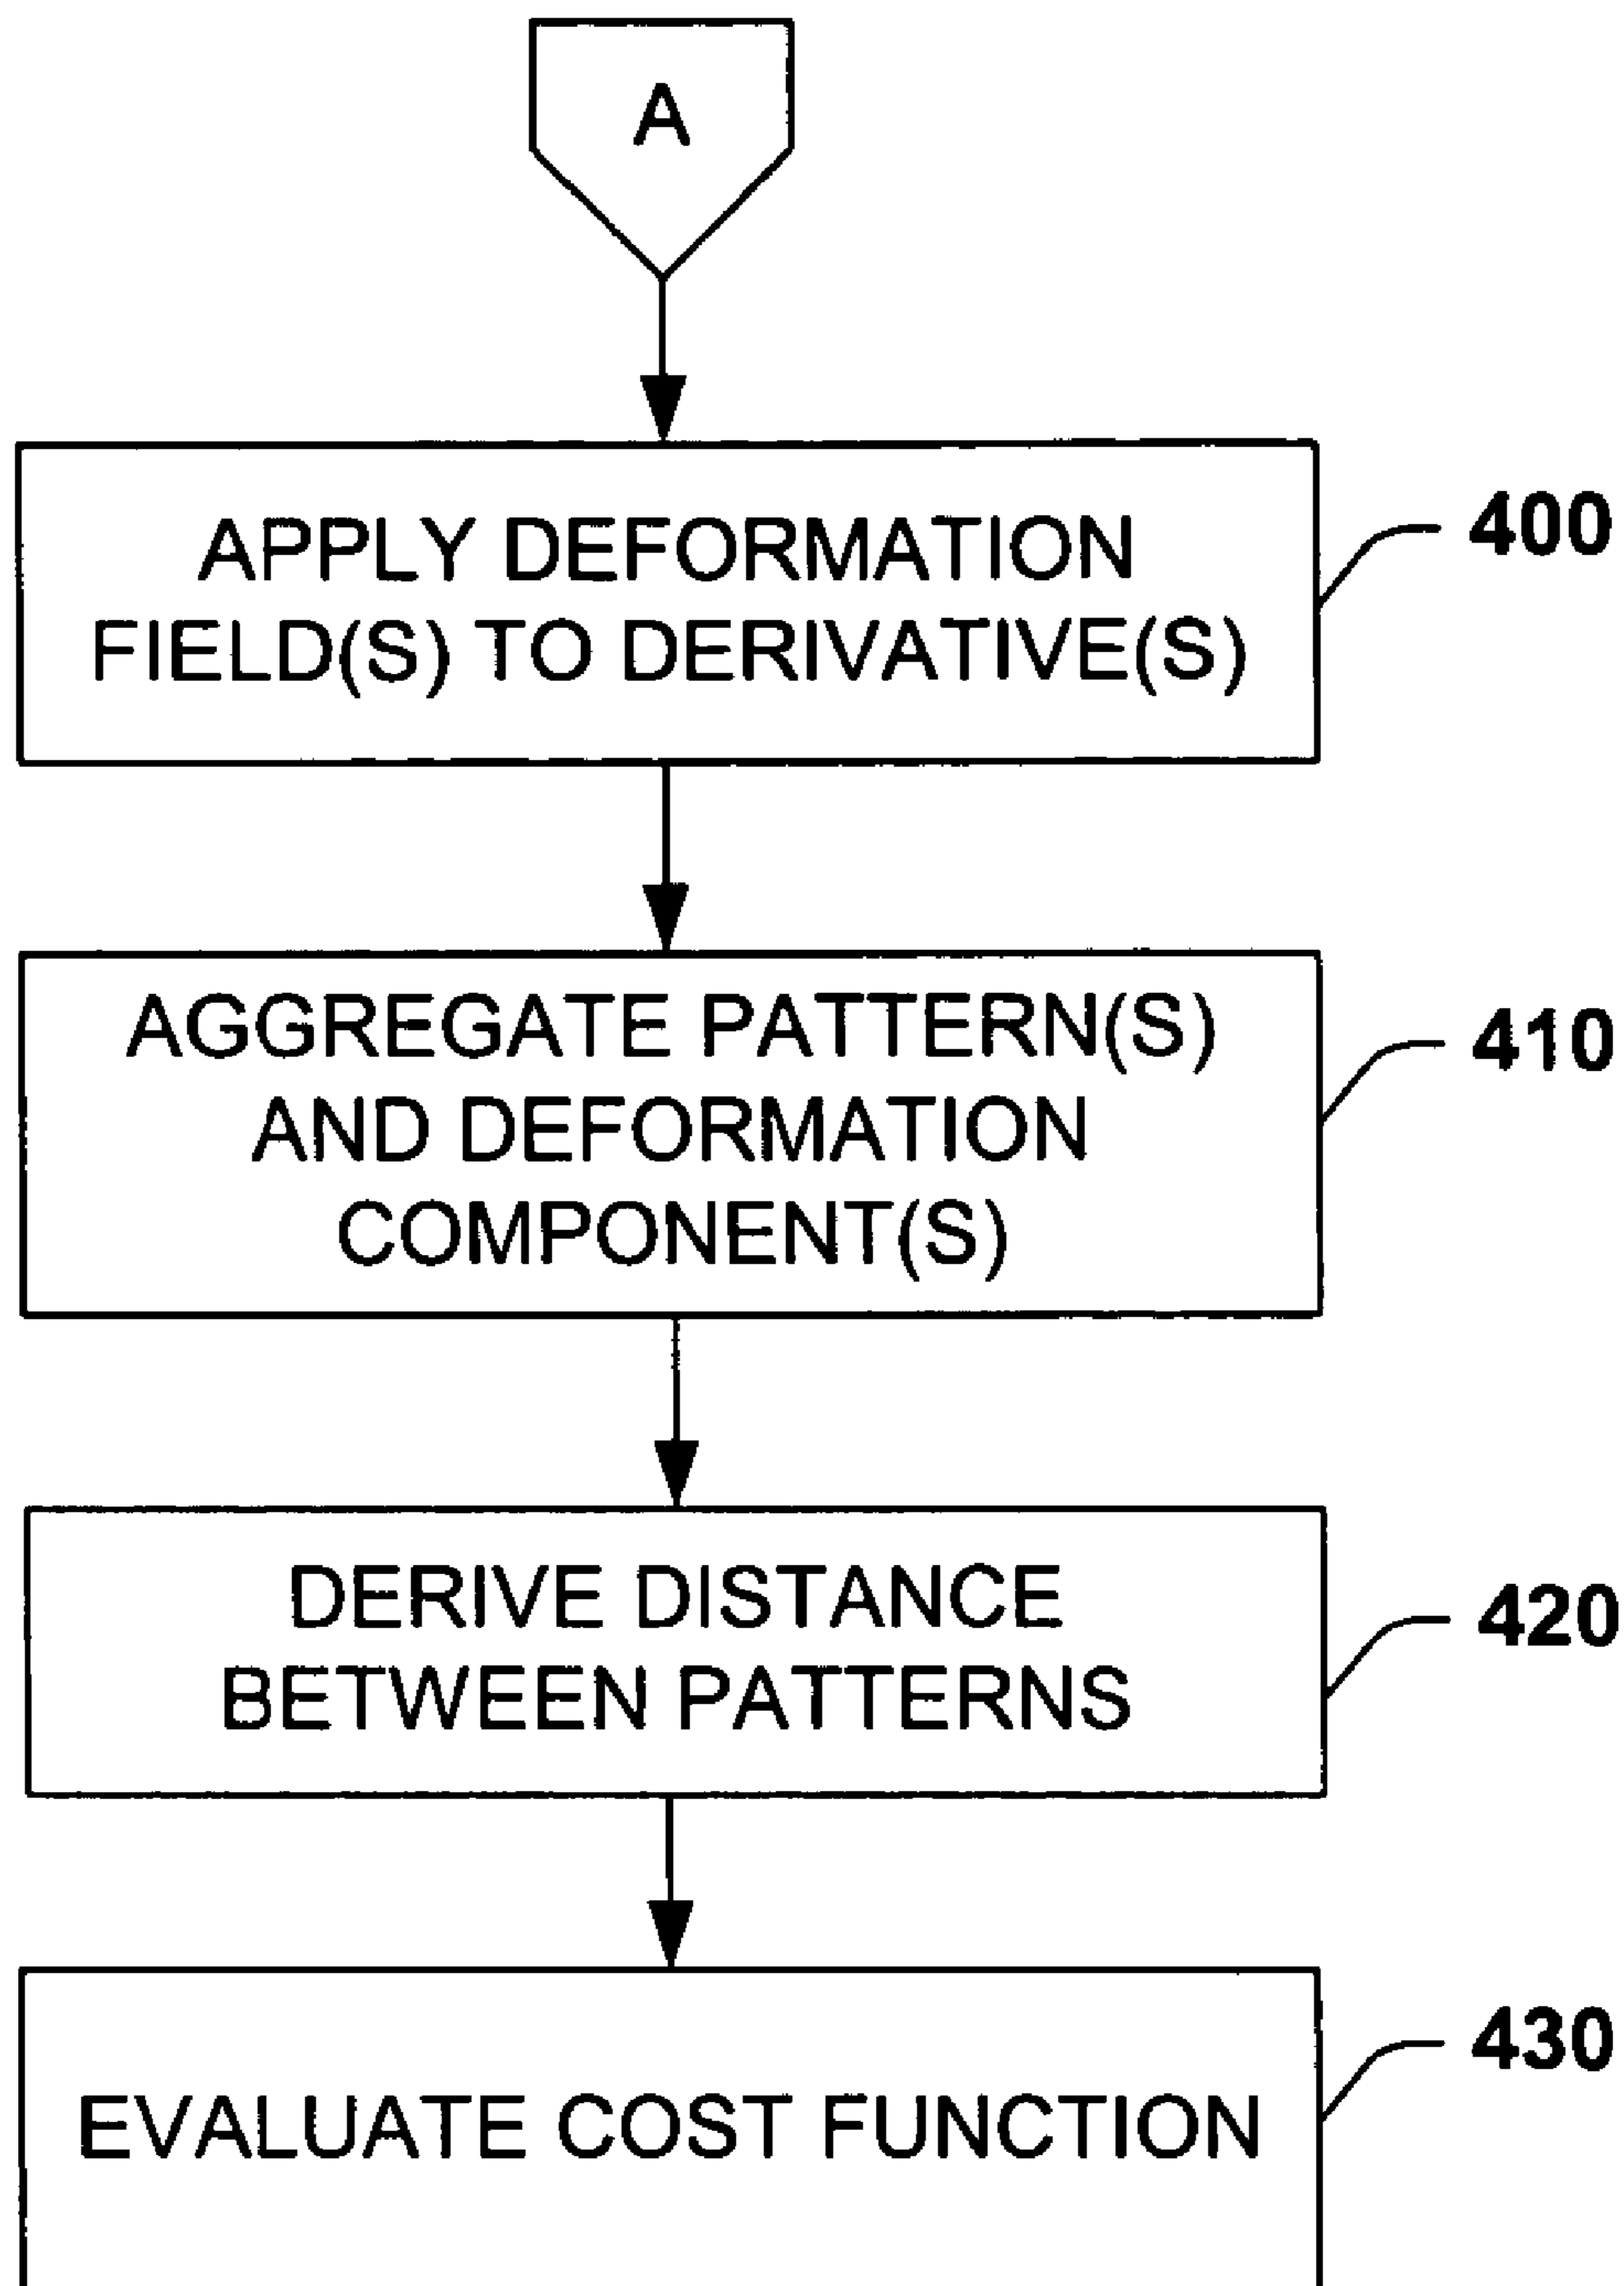 A
APPLY DEFORMATION
FIELD(S) TO DERIVATIVE(S)
400
AGGREGATE PATTERN(S)
AND DEFORMATION
COMPONENT(S)
410
DERIVE DISTANCE
BETWEEN PATTERNS
420
EVALUATE COST FUNCTION
430